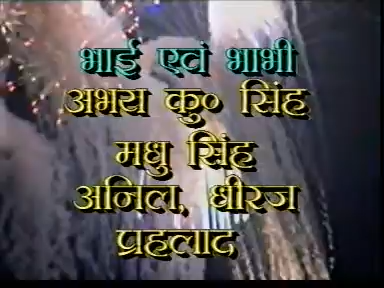 भाई एवं भाभी
अभय कु० सिंह
मधु सिंह
अनिल, धीरज
प्रहलाद